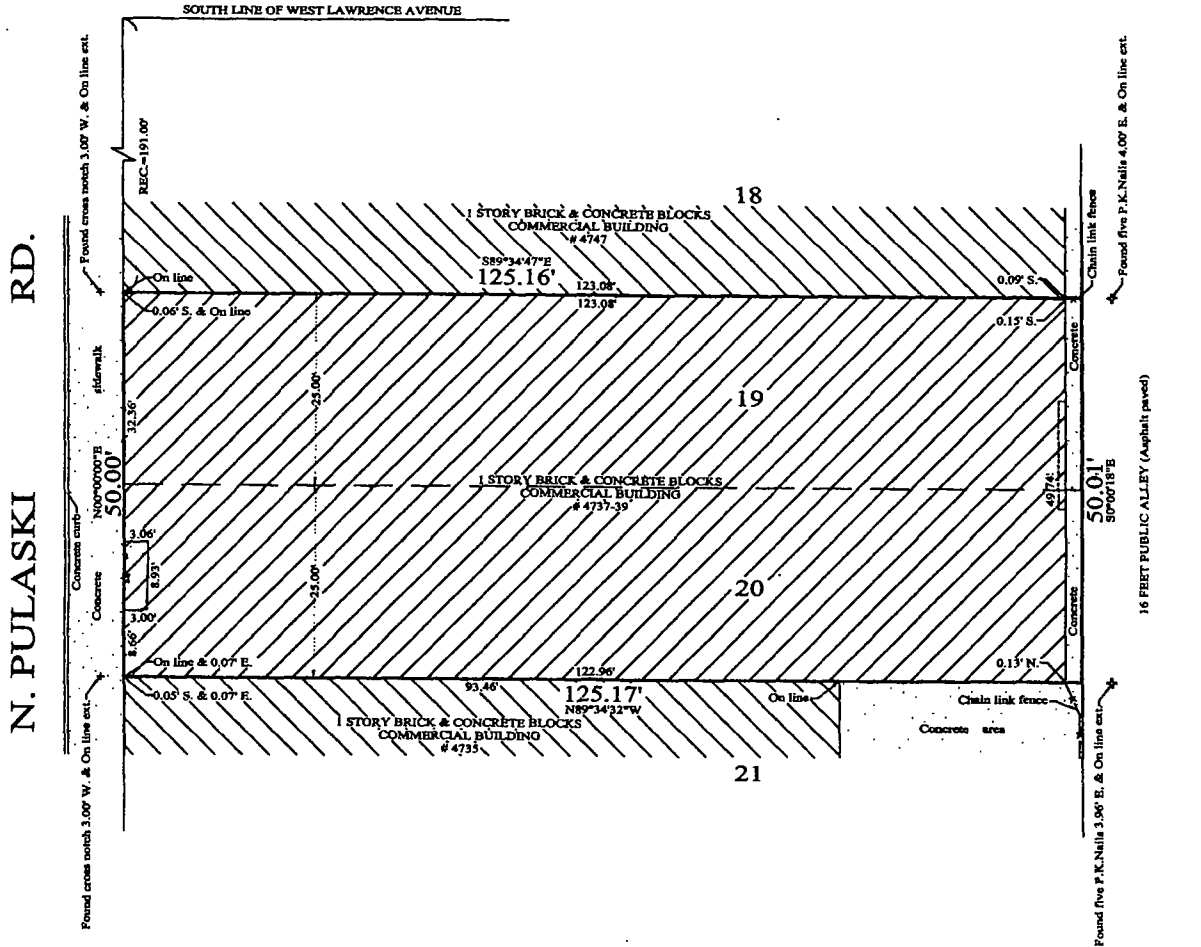 SOUTH LINE OF WEST LAWRENCE AVENUE
Found cross notch 3.00' W. & On line ext.
REC.=191.00'
N. PULASKI RD.
18
1 STORY BRICK & CONCRETE BLOCKS
COMMERCIAL BUILDING
# 4747
S89°34'47"E
125.16'
123.08'
123.08'
On line
0.06' S. & On line
0.09' S.
0.15' S.
Chain link fence
Found five P.K.Nails 4.00' E. & On line ext.
Concrete
sidewalk
32.36'
25.00'
19
N00°00'00"E
50.00'
Concrete curb
1 STORY BRICK & CONCRETE BLOCKS
COMMERCIAL BUILDING
# 4737-39
49.74'
50.01'
S0°00'18"E
16 FEET PUBLIC ALLEY (Asphalt paved)
3.06'
8.93'
3.00'
8.66'
Concrete
25.00'
20
Concrete
On line & 0.07' E.
0.05' S. & 0.07' E.
122.96'
93.46'
125.17'
N89°34'32"W
0.13' N.
On line
Chain link fence
Concrete area
1 STORY BRICK & CONCRETE BLOCKS
COMMERCIAL BUILDING
# 4735
21
Found cross notch 3.00' W. & On line ext.
Found five P.K.Nails 3.96' E. & On line ext.